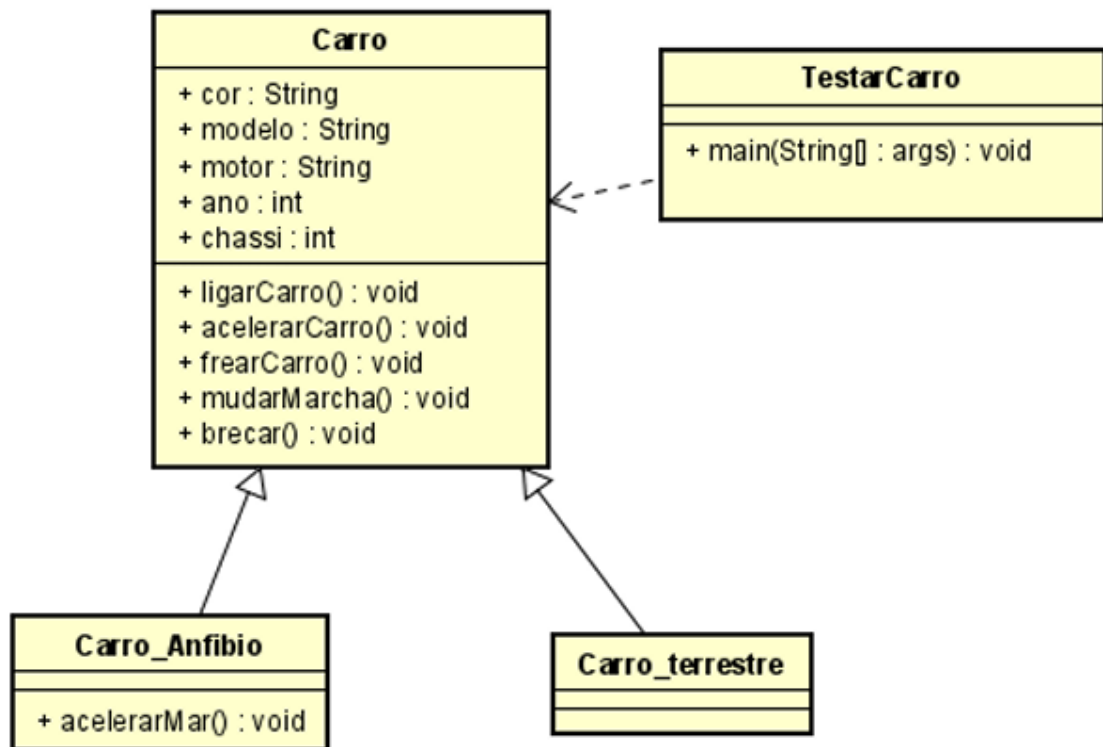 Carro
+ cor : String
+ modelo : String
+ motor : String
+ ano : int
+ chassi : int
+ ligarCarro() : void
+ acelerarCarro() : void
+ frearCarro() : void
+ mudarMarcha() : void
+ brecar() : void
TestarCarro
+ main(String[] : args) : void
Carro_Anfibio
+ acelerarMar() : void
Carro_terrestre